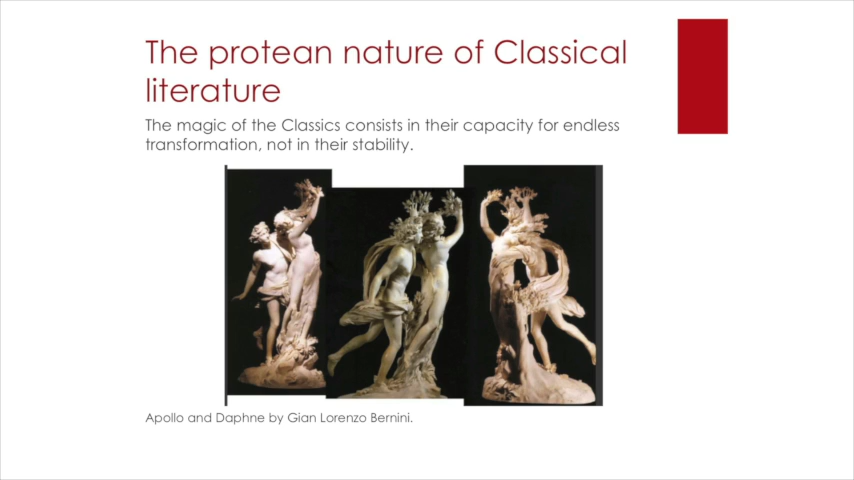 The protean nature of Classical
literature
The magic of the Classics consists in their capacity for endless
transformation, not in their stability.
Apollo and Daphne by Gian Lorenzo Bernini.